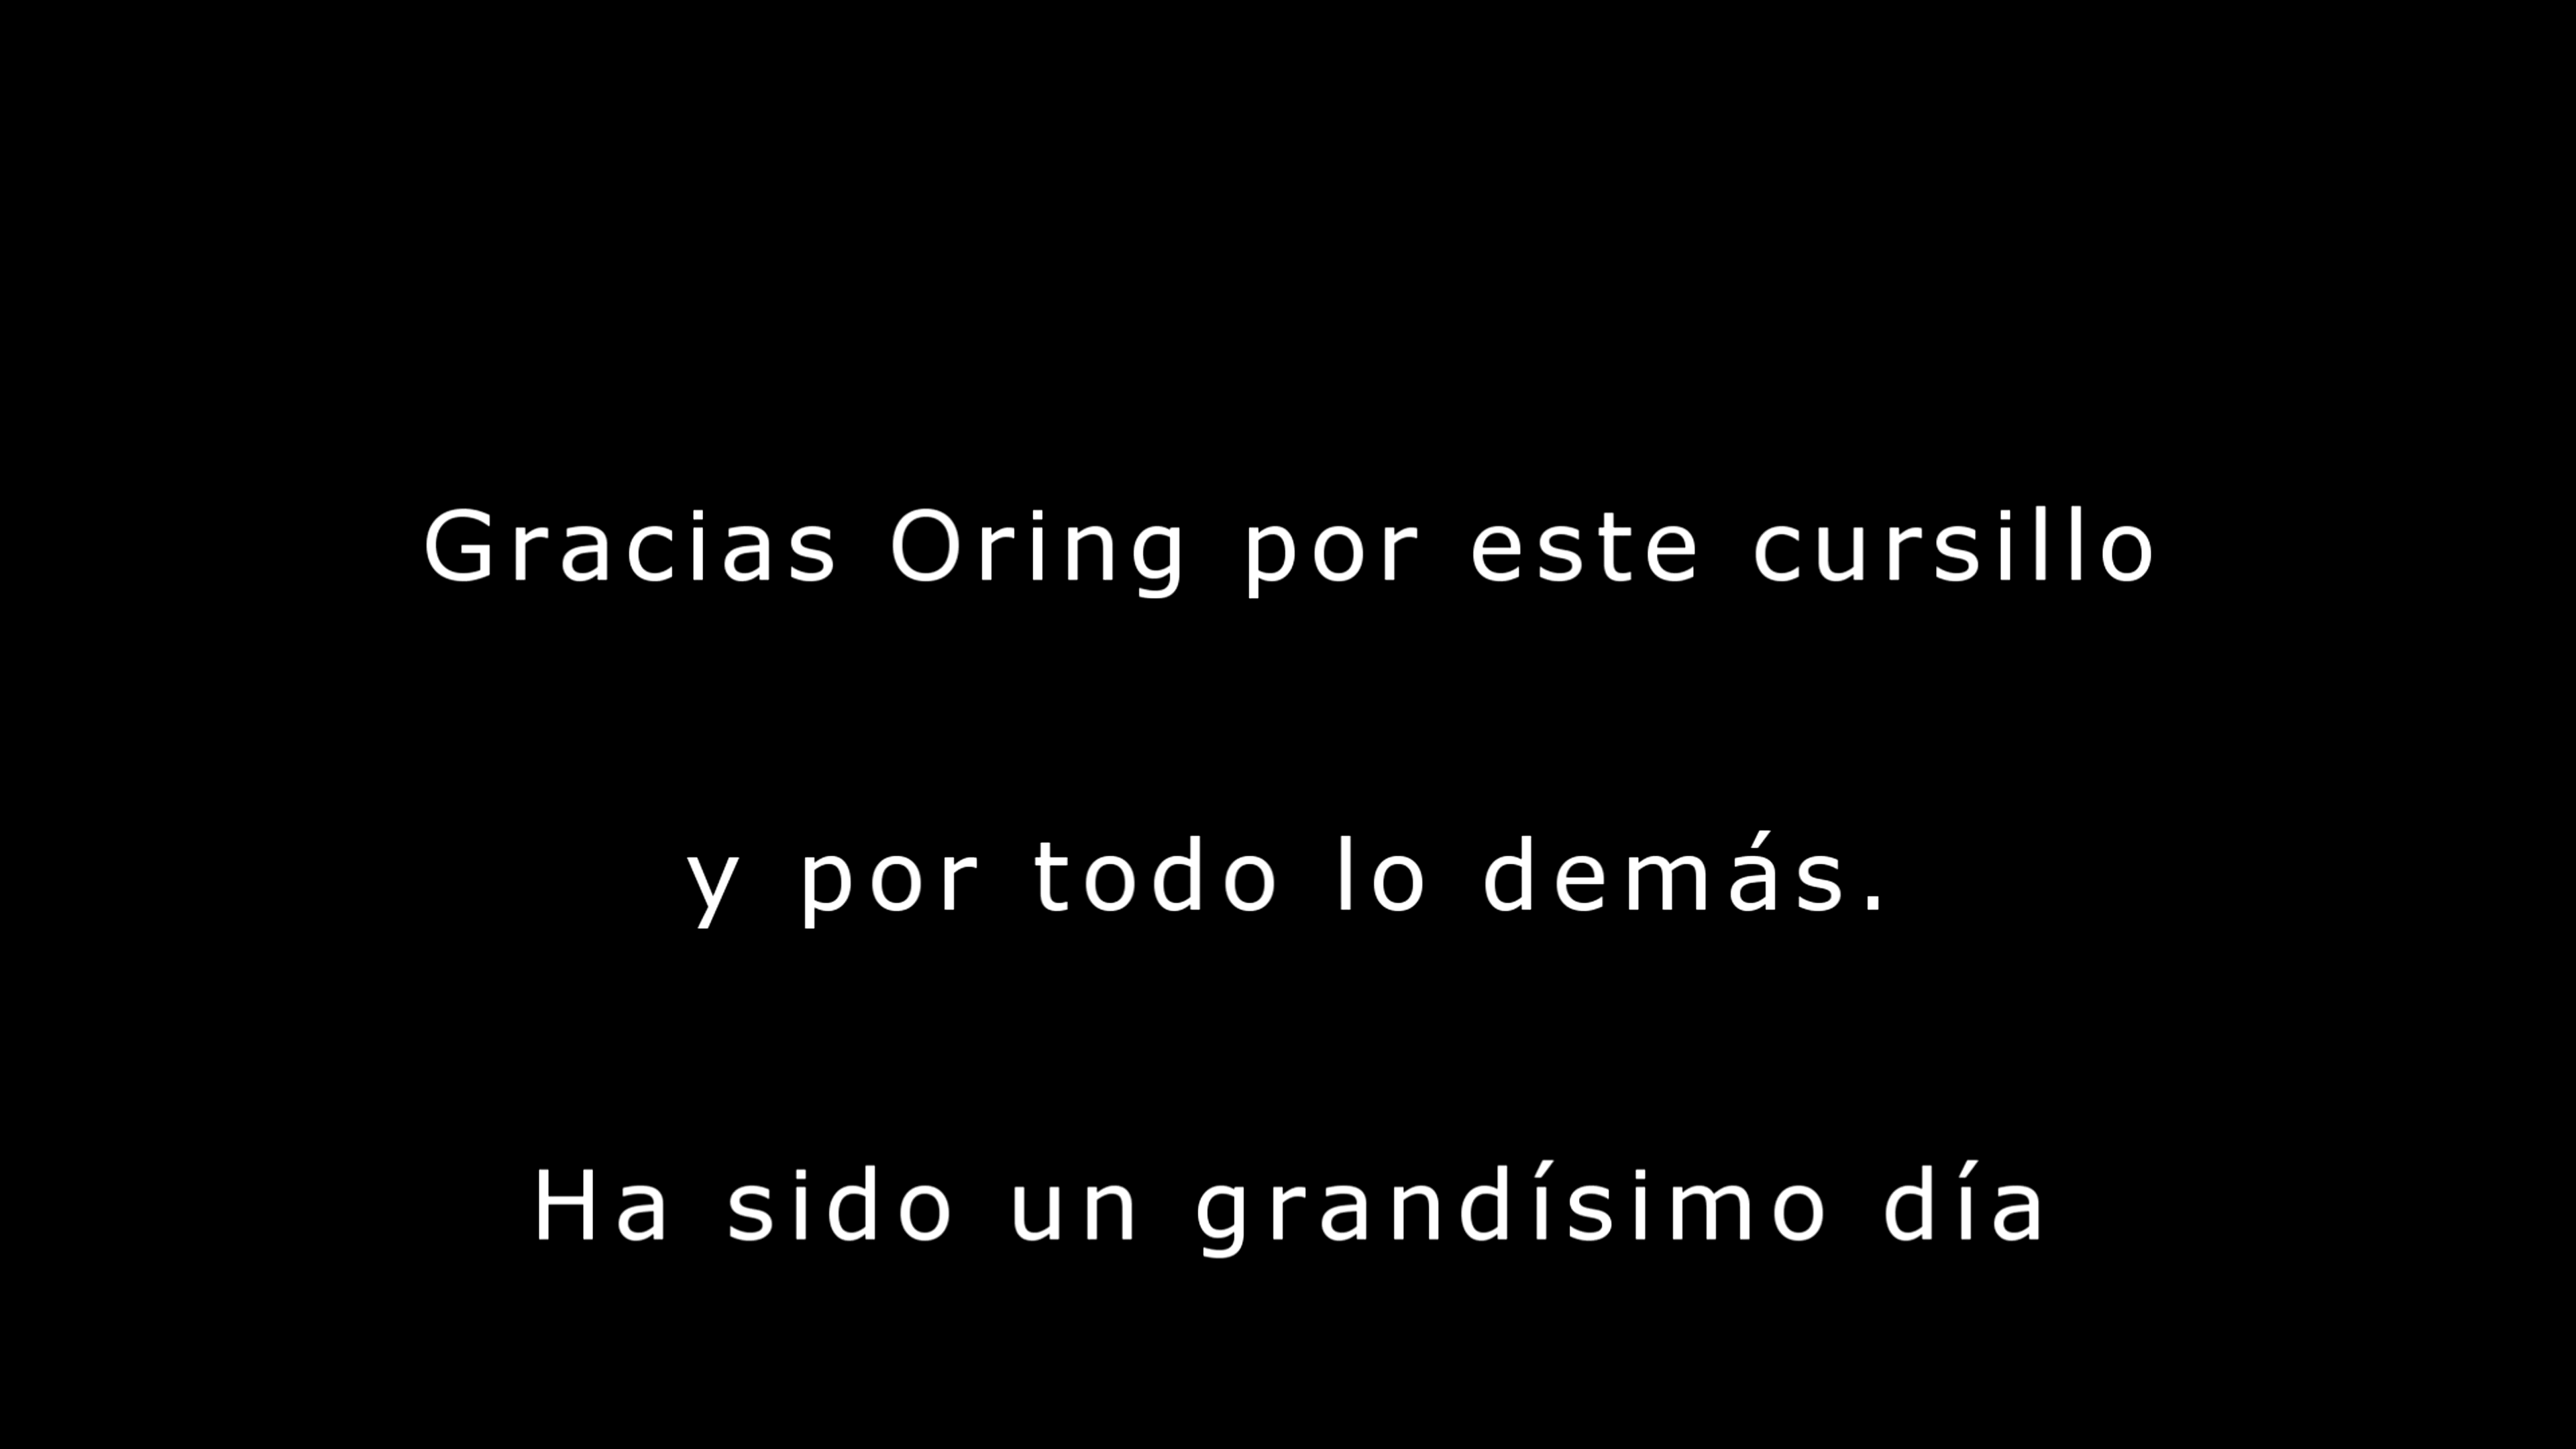 Gracias Oring por este cursillo
y por todo lo demás.
Ha sido un grandísimo día